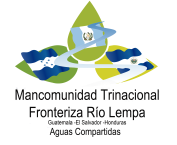 Mancomunidad Trinacional
Fronteriza Río Lempa
Guatemala -El Salvador -Honduras
Aguas Compartidas